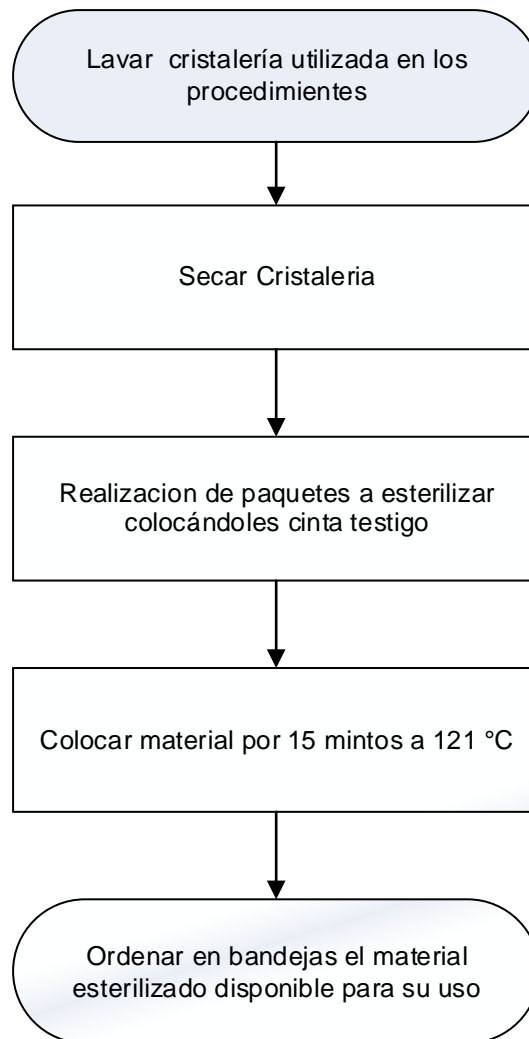 Lavar  cristalería utilizada en los
procedimientes
Secar Cristaleria
Realizacion de paquetes a esterilizar
colocándoles cinta testigo
Colocar material por 15 mintos a 121 °C
Ordenar en bandejas el material
esterilizado disponible para su uso